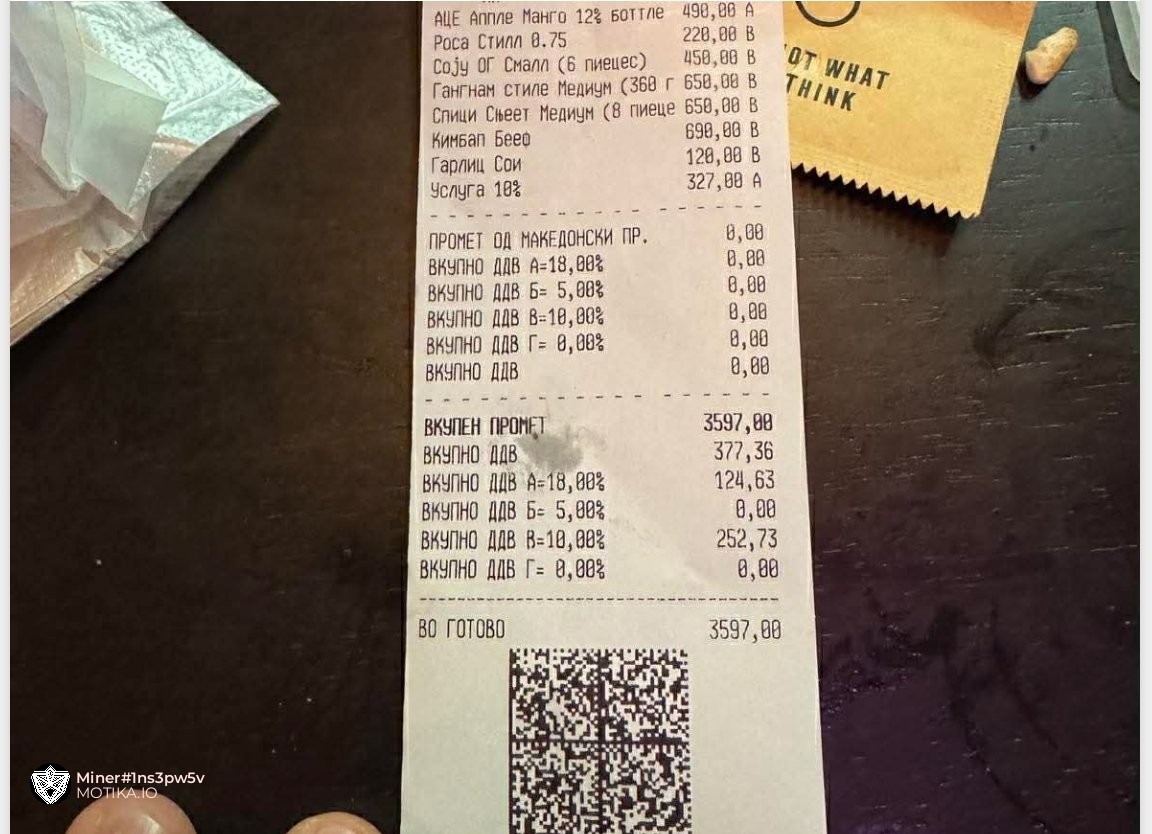 АЦЕ Аппле Манго 12% боттле 490,00 А
Роса Стилл 0.75 220,00 В
Соју ОГ Смалл (6 пиецес) 450,00 В
Гангнам стиле Медиум (360 г 650,00 В
Спици Сњеет Медиум (8 пиеце 650,00 В
Кимбап Бееф 690,00 В
Гарлиц Сои 120,00 В
Услуга 10% 327,00 А
ПРОМЕТ ОД МАКЕДОНСКИ ПР. 0,00
ВКУПНО ДДВ А=18,00% 0,00
ВКУПНО ДДВ Б= 5,00% 0,00
ВКУПНО ДДВ В=10,00% 0,00
ВКУПНО ДДВ Г= 0,00% 0,00
ВКУПНО ДДВ 0,00
ВКУПЕН ПРОМЕТ 3597,00
ВКУПНО ДДВ 377,36
ВКУПНО ДДВ А=18,00% 124,63
ВКУПНО ДДВ Б= 5,00% 0,00
ВКУПНО ДДВ В=10,00% 252,73
ВКУПНО ДДВ Г= 0,00% 0,00
ВО ГОТОВО 3597,00
OT WHAT
THINK
Miner#1ns3pw5v
MOTIKA.IO